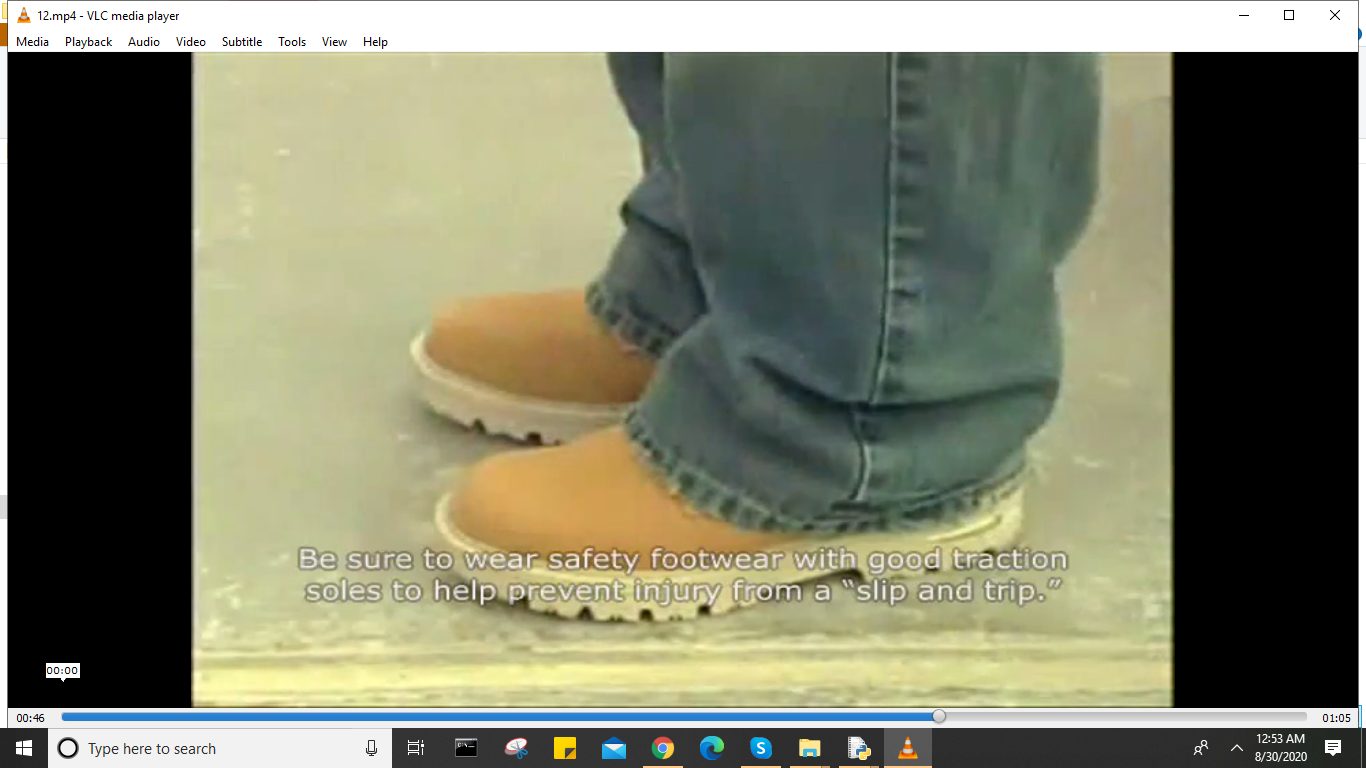 12.mp4 - VLC media player
Media Playback Audio Video Subtitle Tools View Help
Be sure to wear safety footwear with good traction
soles to help prevent injury from a “slip and trip.”
00:00
00:46
01:05
Type here to search
12:53 AM
8/30/2020